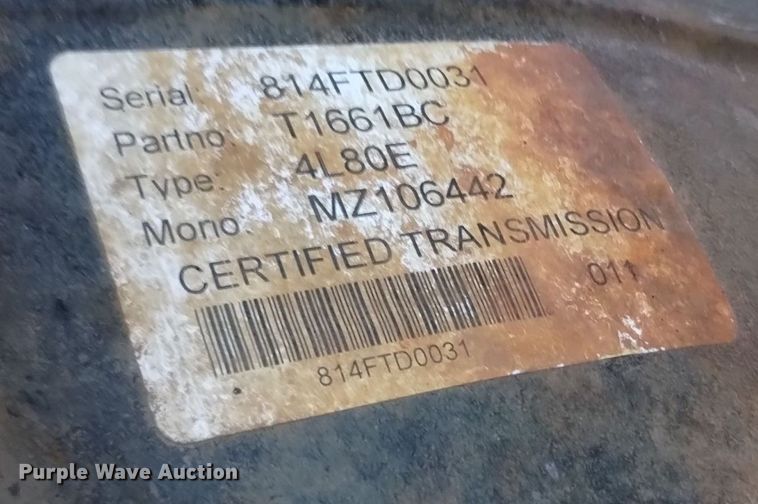 Serial: 814FTD0031
Partno: T1661BC
Type: 4L80E
Mono: MZ106442
CERTIFIED TRANSMISSION
011
814FTD0031
Purple Wave Auction